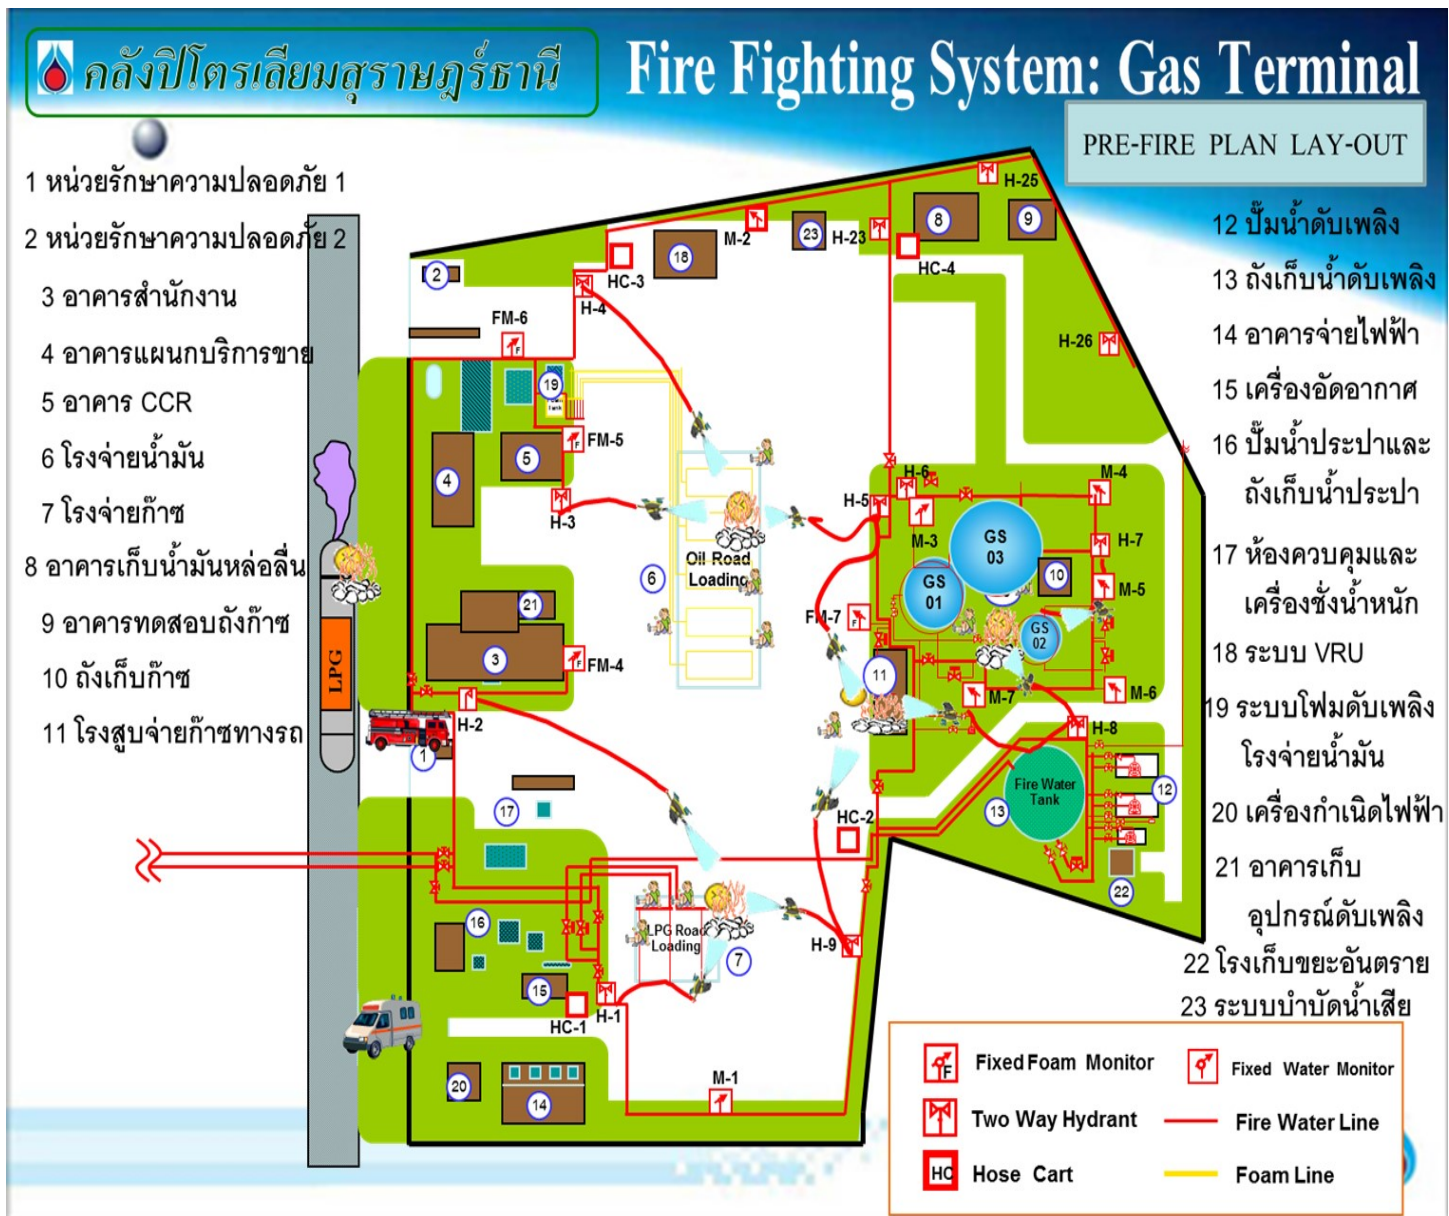 คลังปิโตรเลียมสุราษฎร์ธานี
Fire Fighting System: Gas Terminal
PRE-FIRE PLAN LAY-OUT
1 หน่วยรักษาความปลอดภัย 1
2 หน่วยรักษาความปลอดภัย 2
3 อาคารสำนักงาน
4 อาคารแผนกบริการขาย
5 อาคาร CCR
6 โรงจ่ายน้ำมัน
7 โรงจ่ายก๊าซ
8 อาคารเก็บน้ำมันหล่อลื่น
9 อาคารทดสอบถังก๊าซ
10 ถังเก็บก๊าซ
11 โรงสูบจ่ายก๊าซทางรถ
12 ปั๊มน้ำดับเพลิง
13 ถังเก็บน้ำดับเพลิง
14 อาคารจ่ายไฟฟ้า
15 เครื่องอัดอากาศ
16 ปั๊มน้ำประปาและ
ถังเก็บน้ำประปา
17 ห้องควบคุมและ
เครื่องชั่งน้ำหนัก
18 ระบบ VRU
19 ระบบโฟมดับเพลิง
โรงจ่ายน้ำมัน
20 เครื่องกำเนิดไฟฟ้า
21 อาคารเก็บ
อุปกรณ์ดับเพลิง
22 โรงเก็บขยะอันตราย
23 ระบบบำบัดน้ำเสีย
H-25
8
9
M-2
23
H-23
HC-4
18
HC-3
2
H-4
FM-6
H-26
19
Tank
FM-5
4
5
H-3
H-6
M-4
H-5
M-3
GS
03
H-7
Oil Road
Loading
6
GS
01
10
M-5
21
FM-7
GS
02
3
FM-4
11
M-7
M-6
LPG
H-2
H-8
1
Fire Water
Tank
13
12
17
HC-2
22
16
LPG Road
Loading
H-9
7
15
HC-1
H-1
M-1
20
14
F
Fixed Foam Monitor
Fixed Water Monitor
Two Way Hydrant
Fire Water Line
HC
Hose Cart
Foam Line